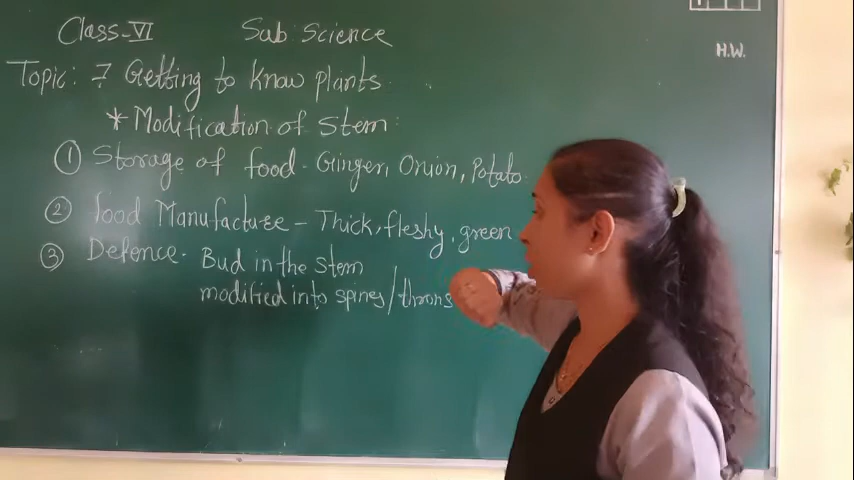 Class-VI Sub Science
H.W.
Topic: 7 Getting to know plants
* Modification of Stem:
① Storage of food - Ginger, Onion, Potato
② food Manufacture - Thick, fleshy, green
③ Defence - Bud in the stem
modified into spines/throns